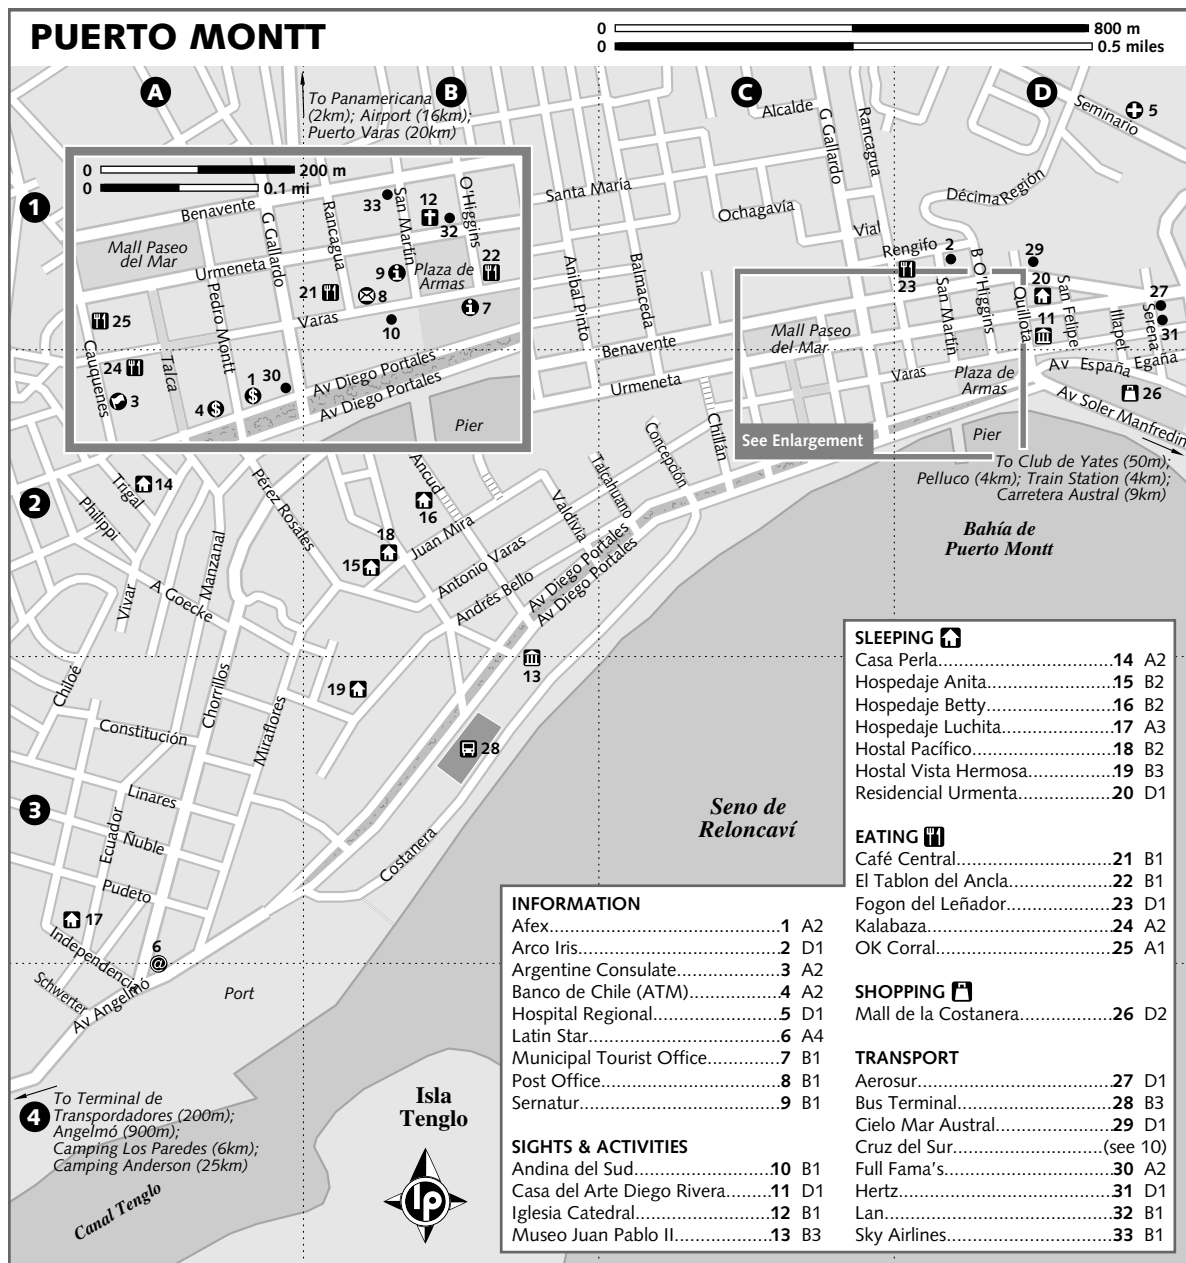 PUERTO MONTT
0 800 m
0 0.5 miles
A
B
C
D
To Panamericana
(2km); Airport (16km);
Puerto Varas (20km)
Alcalde
G Gallardo
Rancagua
Seminario
5
1
0 200 m
0 0.1 mi
Benavente
G Gallardo
Rancagua
33
San Martín
12
32
O'Higgins
Santa María
Ochagavía
Décima Región
Vial
Rengifo
2
B O'Higgins
29
Mall Paseo
del Mar
Urmeneta
Pedro Montt
21
9
8
Plaza de
Armas
22
7
Varas
10
Anibal Pinto
Balmaceda
23
San Martín
Quillota
20
11
San Felipe
Illapel
Serena
27
31
25
Cauquenes
24
3
Talca
4
1
30
Av Diego Portales
Av Diego Portales
Pier
Benavente
Urmeneta
Mall Paseo
del Mar
Varas
Plaza de
Armas
Av España
Egaña
26
Av Soler Manfredini
See Enlargement
Pier
Chillán
Concepción
Talcahuano
Valdivia
To Club de Yates (50m);
Pelluco (4km); Train Station (4km);
Carretera Austral (9km)
2
Trigal
14
Philippi
Pérez Rosales
Ancud
16
18
15
Juan Mira
Antonio Varas
Andrés Bello
Av Diego Portales
Av Diego Portales
Bahía de
Puerto Montt
Vivar
Manzanal
A Goecke
Chiloé
Chorrillos
Miraflores
19
13
Constitución
28
3
Linares
Ecuador
Ñuble
Pudeto
Costanera
Seno de
Reloncaví
17
Independencia
6
Schwerter
Av Angelmó
Port
4
To Terminal de
Transpordadores (200m);
Angelmó (900m);
Camping Los Paredes (6km);
Camping Anderson (25km)
Canal Tenglo
Isla
Tenglo
lp
INFORMATION
Afex 1 A2
Arco Iris 2 D1
Argentine Consulate 3 A2
Banco de Chile (ATM) 4 A2
Hospital Regional 5 D1
Latin Star 6 A4
Municipal Tourist Office 7 B1
Post Office 8 B1
Sernatur 9 B1
SIGHTS & ACTIVITIES
Andina del Sud 10 B1
Casa del Arte Diego Rivera 11 D1
Iglesia Catedral 12 B1
Museo Juan Pablo II 13 B3
SLEEPING
Casa Perla 14 A2
Hospedaje Anita 15 B2
Hospedaje Betty 16 B2
Hospedaje Luchita 17 A3
Hostal Pacífico 18 B2
Hostal Vista Hermosa 19 B3
Residencial Urmenta 20 D1
EATING
Café Central 21 B1
El Tablon del Ancla 22 B1
Fogon del Leñador 23 D1
Kalabaza 24 A2
OK Corral 25 A1
SHOPPING
Mall de la Costanera 26 D2
TRANSPORT
Aerosur 27 D1
Bus Terminal 28 B3
Cielo Mar Austral 29 D1
Cruz del Sur (see 10)
Full Fama's 30 A2
Hertz 31 D1
Lan 32 B1
Sky Airlines 33 B1